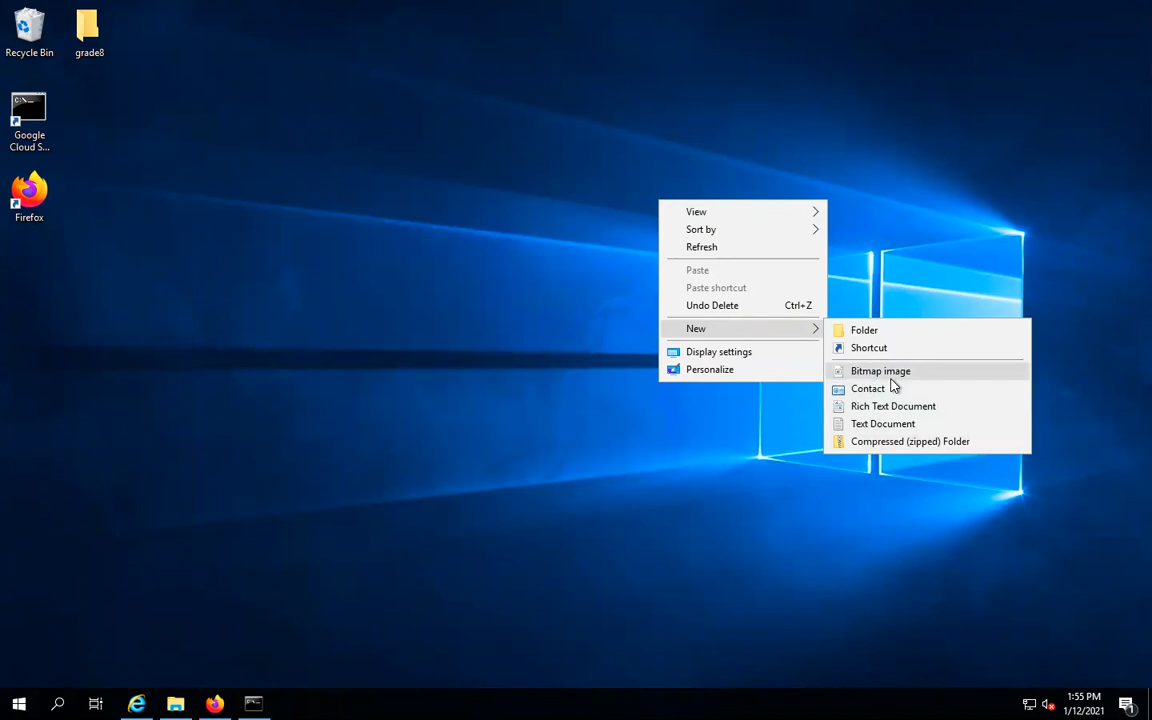 Recycle Bin
grade8
Google
Cloud S...
Firefox
View
Sort by
Refresh
Paste
Paste shortcut
Undo Delete Ctrl+Z
New
Display settings
Personalize
Folder
Shortcut
Bitmap image
Contact
Rich Text Document
Text Document
Compressed (zipped) Folder
1:55 PM
1/12/2021
1